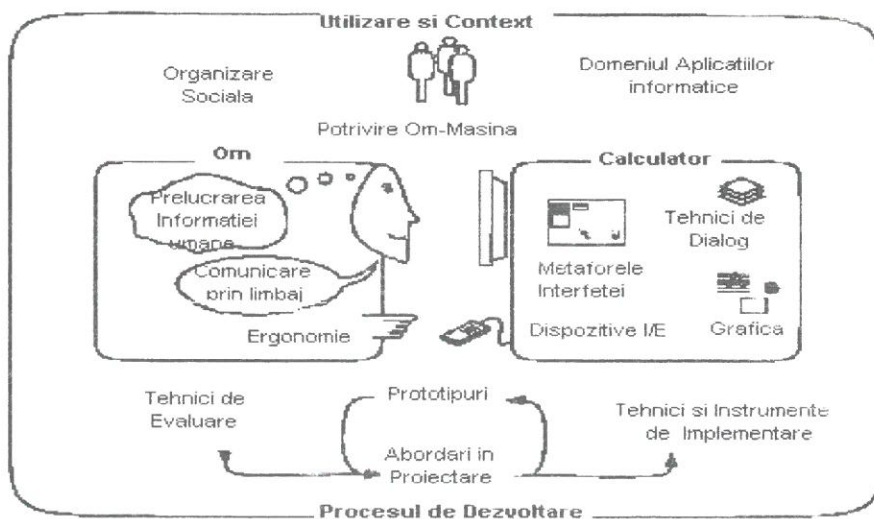 Utilizare si Context
Organizare
Sociala
Domeniul Aplicatiilor
informatice
Potrivire Om-Masina
Om
Prelucrarea
Informatiei
umane
Comunicare
prin limbaj
Ergonomie
Calculator
Tehnici de
Dialog
Metaforele
Interfetei
Dispozitive I/E
Grafica
Tehnici de
Evaluare
Prototipuri
Abordari in
Proiectare
Tehnici si Instrumente
de Implementare
Procesul de Dezvoltare